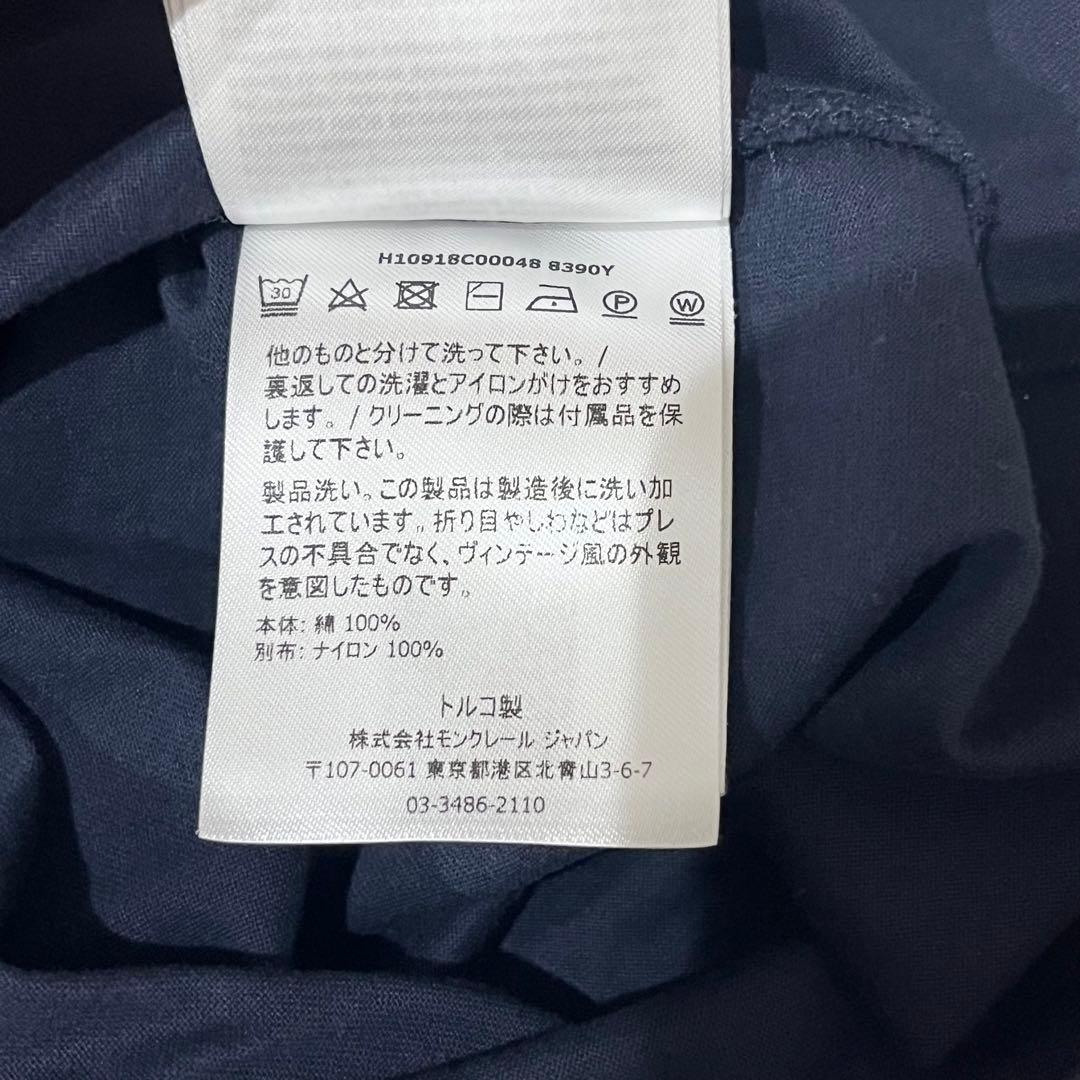 H10918C00048 8390Y
30
P
W
他のものと分けて洗って下さい。/
裏返しての洗濯とアイロンがけをおすすめ
します。/ クリーニングの際は付属品を保
護して下さい。
製品洗い。この製品は製造後に洗い加
工されています。折り目やしわなどはプレ
スの不具合でなく、ヴィンテージ風の外観
を意図したものです。
本体: 綿 100%
別布: ナイロン 100%
トルコ製
株式会社モンクレール ジャパン
〒107-0061 東京都港区北青山3-6-7
03-3486-2110